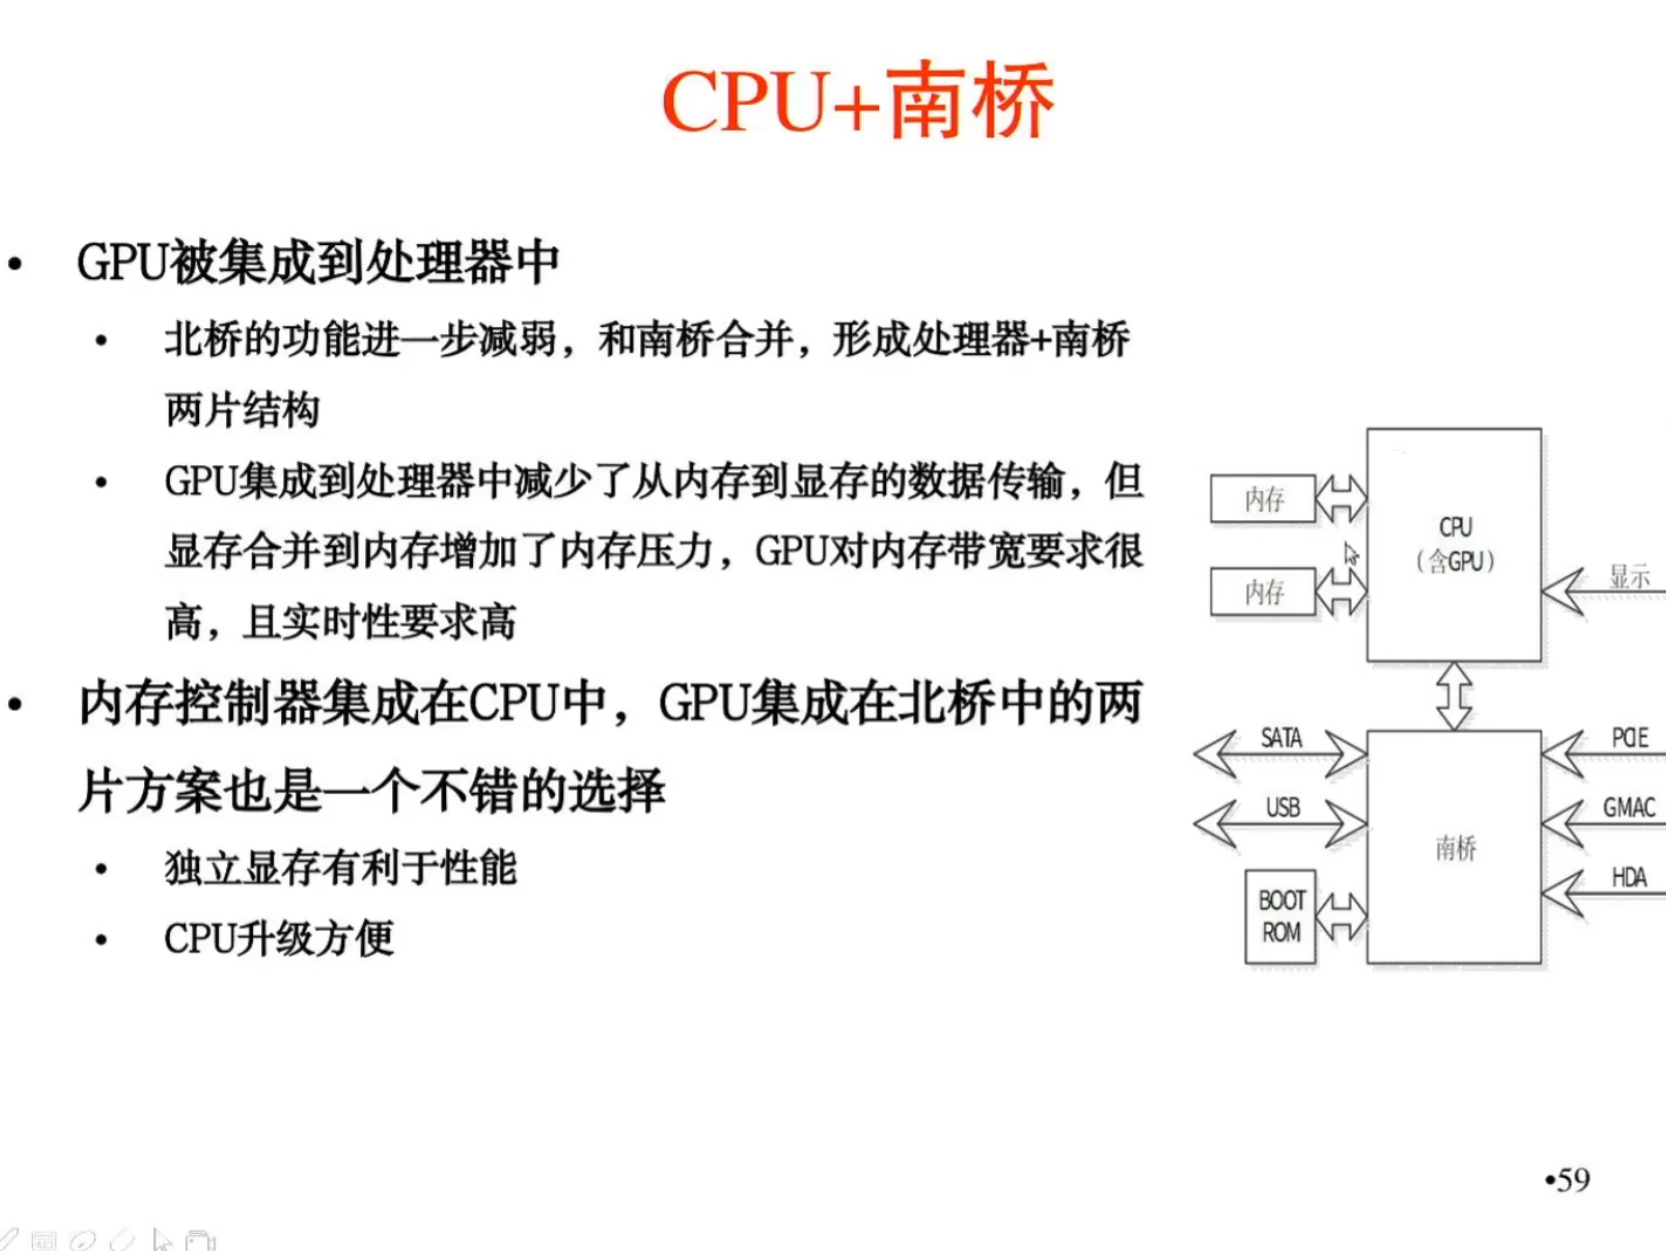 CPU+南桥
• GPU被集成到处理器中
• 北桥的功能进一步减弱，和南桥合并，形成处理器+南桥
两片结构
• GPU集成到处理器中减少了从内存到显存的数据传输，但
显存合并到内存增加了内存压力，GPU对内存带宽要求很
高，且实时性要求高
• 内存控制器集成在CPU中，GPU集成在北桥中的两
片方案也是一个不错的选择
• 独立显存有利于性能
• CPU升级方便
内存
内存
CPU
（含GPU）
显示
SATA
USB
BOOT
ROM
南桥
PCIE
GMAC
HDA
•59